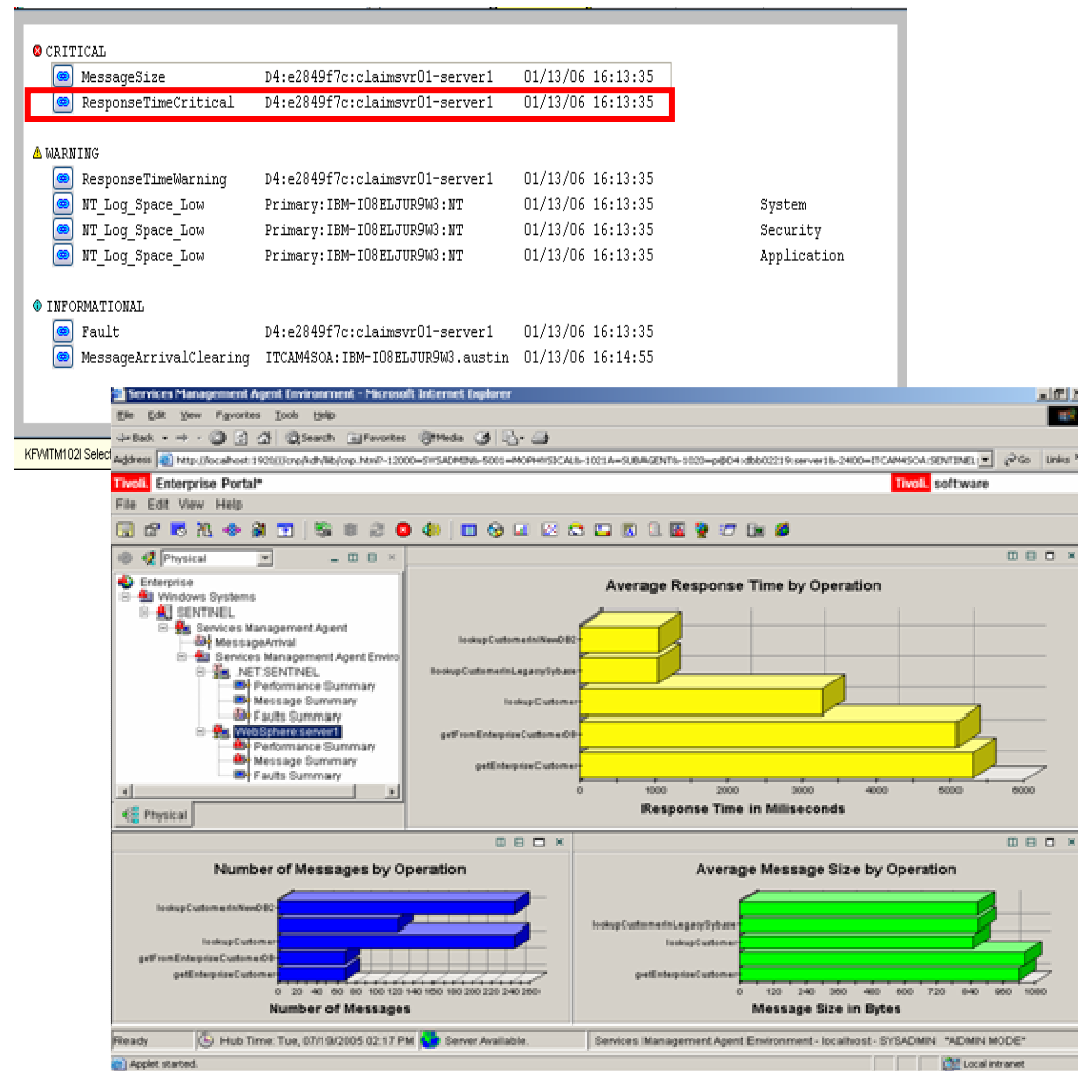 CRITICAL
MessageSize D4:e2849f7c:claimsvr01-server1 01/13/06 16:13:35
ResponseTimeCritical D4:e2849f7c:claimsvr01-server1 01/13/06 16:13:35
WARNING
ResponseTimeWarning D4:e2849f7c:claimsvr01-server1 01/13/06 16:13:35
NT_Log_Space_Low Primary:IBM-IO8ELJUR9W3:NT 01/13/06 16:13:35 System
NT_Log_Space_Low Primary:IBM-IO8ELJUR9W3:NT 01/13/06 16:13:35 Security
NT_Log_Space_Low Primary:IBM-IO8ELJUR9W3:NT 01/13/06 16:13:35 Application
INFORMATIONAL
Fault D4:e2849f7c:claimsvr01-server1 01/13/06 16:13:35
MessageArrivalClearing ITCAM4SOA:IBM-IO8ELJUR9W3.austin 01/13/06 16:14:55
KFWITM102I Select
Services Management Agent Environment - Microsoft Internet Explorer
File Edit View Favorites Tools Help
Back Search Favorites Media
Address Go Links
Tivoli. Enterprise Portal* Tivoli. software
File Edit View Help
Physical
Enterprise
Windows Systems
SENTINEL
Services Management Agent
MessageArrival
Services Management Agent Enviro
.NET:SENTINEL
Performance Summary
Message Summary
Faults Summary
WebSphere:server1
Performance Summary
Message Summary
Faults Summary
Physical
Average Response Time by Operation
lookupCustomerInNewDB2
lookupCustomerInLegacySybase
lookupCustomer
getFromEnterpriseCustomerDB
getEnterpriseCustomer
0 1000 2000 3000 4000 5000 6000
Response Time in Miliseconds
Number of Messages by Operation
lookupCustomerInNewDB2
lookupCustomer
getFromEnterpriseCustomerDB
getEnterpriseCustomer
0 20 40 60 80 100 120 140 160 180 200 220 240 260
Number of Messages
Average Message Size by Operation
lookupCustomerInLegacySybase
lookupCustomer
getEnterpriseCustomer
0 120 240 360 480 600 720 840 960 1080
Message Size in Bytes
Ready Hub Time: Tue, 07/19/2005 02:17 PM Server Available. Services Management Agent Environment - localhost - SYSADMIN *ADMIN MODE*
Applet started. Local intranet